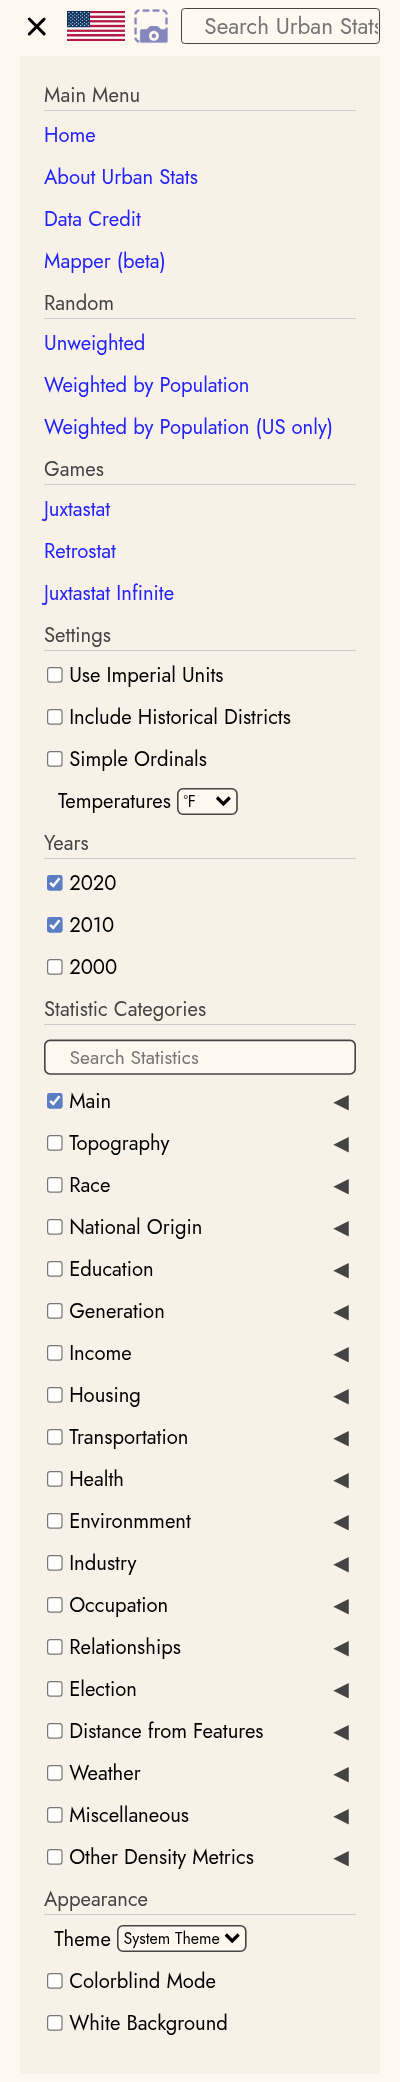 Search Urban Stats
Main Menu
Home
About Urban Stats
Data Credit
Mapper (beta)
Random
Unweighted
Weighted by Population
Weighted by Population (US only)
Games
Juxtastat
Retrostat
Juxtastat Infinite
Settings
Use Imperial Units
Include Historical Districts
Simple Ordinals
Temperatures °F
Years
2020
2010
2000
Statistic Categories
Search Statistics
Main
Topography
Race
National Origin
Education
Generation
Income
Housing
Transportation
Health
Environmment
Industry
Occupation
Relationships
Election
Distance from Features
Weather
Miscellaneous
Other Density Metrics
Appearance
Theme System Theme
Colorblind Mode
White Background